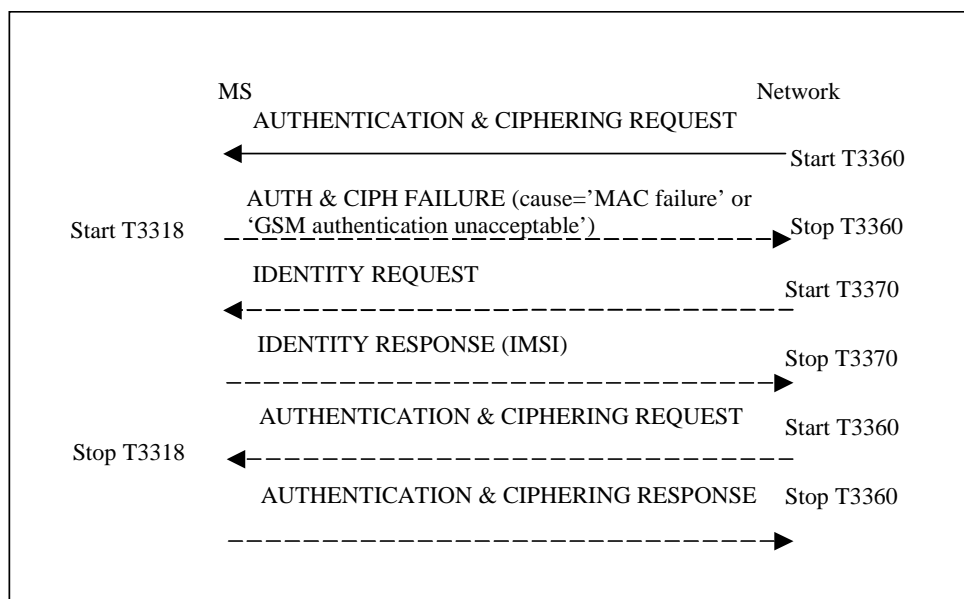 MS Network
AUTHENTICATION & CIPHERING REQUEST
Start T3360
AUTH & CIPH FAILURE (cause=’MAC failure’ or
‘GSM authentication unacceptable’)
Start T3318
Stop T3360
IDENTITY REQUEST
Start T3370
IDENTITY RESPONSE (IMSI)
Stop T3370
AUTHENTICATION & CIPHERING REQUEST
Start T3360
Stop T3318
AUTHENTICATION & CIPHERING RESPONSE
Stop T3360